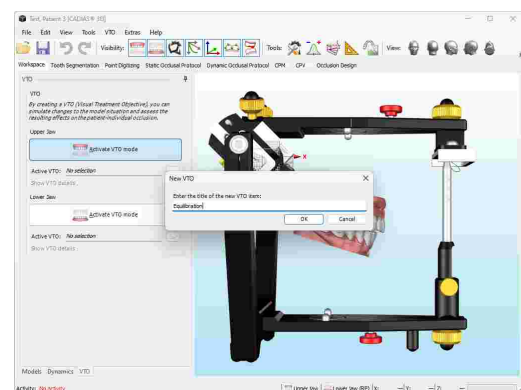 Test, Patient 3 [CADIAS® 3D]
File Edit View Tools VTO Extras Help
Visibility:
Tools:
View:
Workspace Tooth Segmentation Point Digitizing Static Occlusal Protocol Dynamic Occlusal Protocol CPM CPV Occlusion Design
VTO
VTO
By creating a VTO (Visual Treatment Objective), you can
simulate changes to the model situation and assess the
resulting effects on the patient-individual occlusion.
Upper Jaw
Activate VTO mode
Active VTO: No selection
Show VTO details
Lower Jaw
Activate VTO mode
Active VTO: No selection
Show VTO details
New VTO
Enter the title of the new VTO item:
Equilibration
OK Cancel
X
Models Dynamics VTO
Activity: No activity
Upper Jaw Lower Jaw (RF) X: Y: Z: